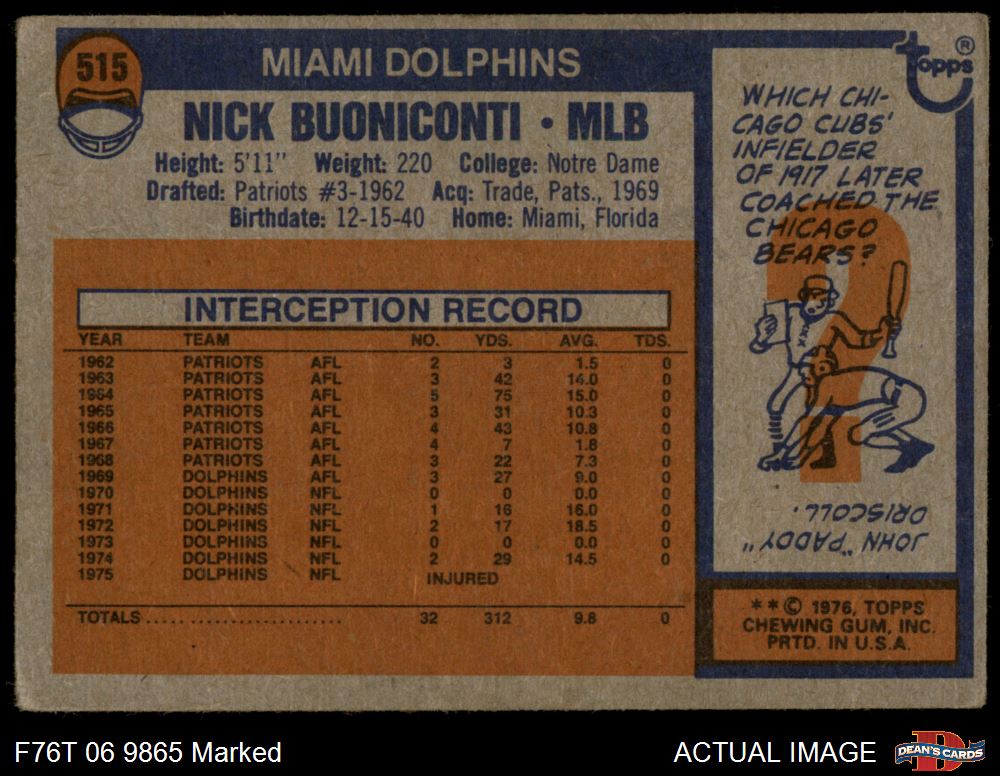 515
MIAMI DOLPHINS
NICK BUONICONTI • MLB
Height: 5'11" Weight: 220 College: Notre Dame
Drafted: Patriots #3-1962 Acq: Trade, Pats., 1969
Birthdate: 12-15-40 Home: Miami, Florida
INTERCEPTION RECORD
YEAR TEAM NO. YDS. AVG. TDS.
1962 PATRIOTS AFL 2 3 1.5 0
1963 PATRIOTS AFL 3 42 14.0 0
1964 PATRIOTS AFL 5 75 15.0 0
1965 PATRIOTS AFL 3 31 10.3 0
1966 PATRIOTS AFL 4 43 10.8 0
1967 PATRIOTS AFL 4 7 1.8 0
1968 PATRIOTS AFL 3 22 7.3 0
1969 DOLPHINS AFL 3 27 9.0 0
1970 DOLPHINS NFL 0 0 0.0 0
1971 DOLPHINS NFL 1 16 16.0 0
1972 DOLPHINS NFL 2 17 18.5 0
1973 DOLPHINS NFL 0 0 0.0 0
1974 DOLPHINS NFL 2 29 14.5 0
1975 DOLPHINS NFL INJURED
TOTALS 32 312 9.8 0
topps®
WHICH CHI-
CAGO CUBS'
INFIELDER
OF 1917 LATER
COACHED THE
CHICAGO
BEARS?
?
JOHN "PADDY"
DRISCOLL.
**© 1976, TOPPS
CHEWING GUM, INC.
PRTD. IN U.S.A.
F76T 06 9865 Marked
ACTUAL IMAGE
DEAN'S CARDS